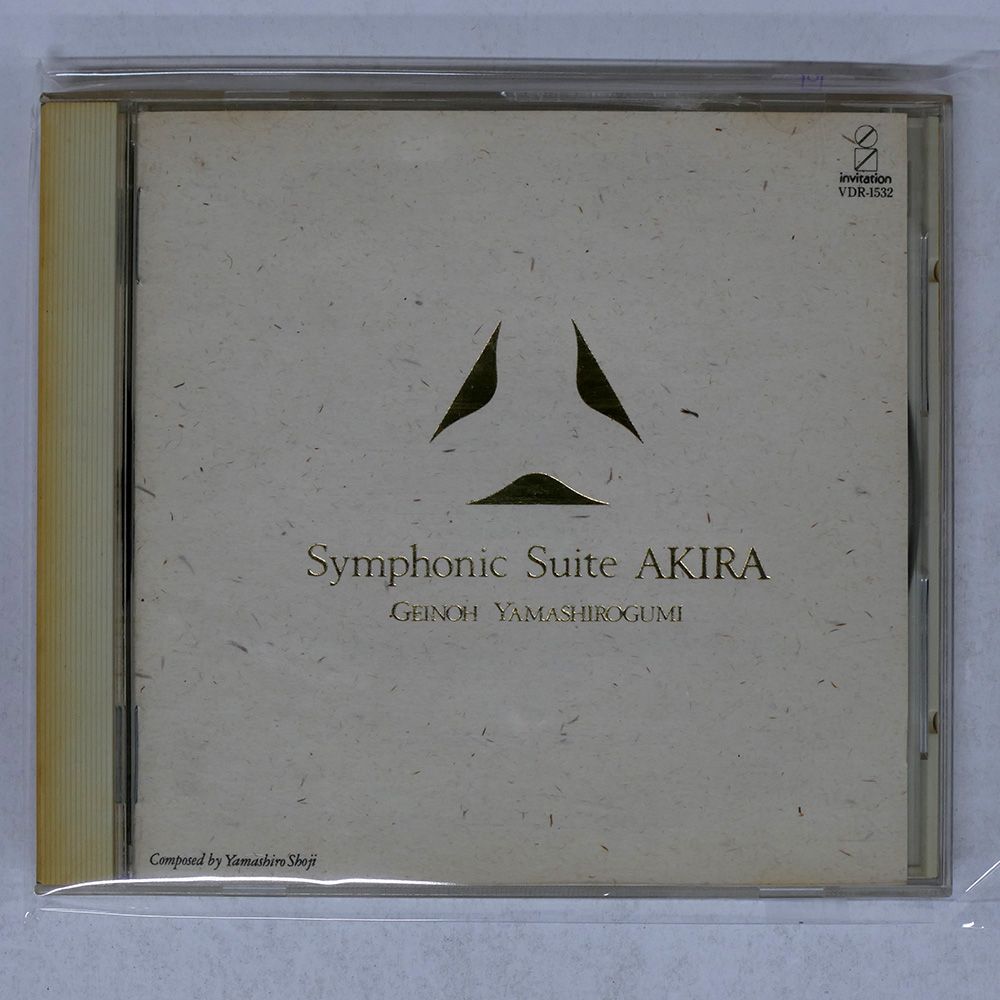 invitation
VDR-1532
Symphonic Suite AKIRA
GEINOH YAMASHIROGUMI
Composed by Yamashiro Shoji